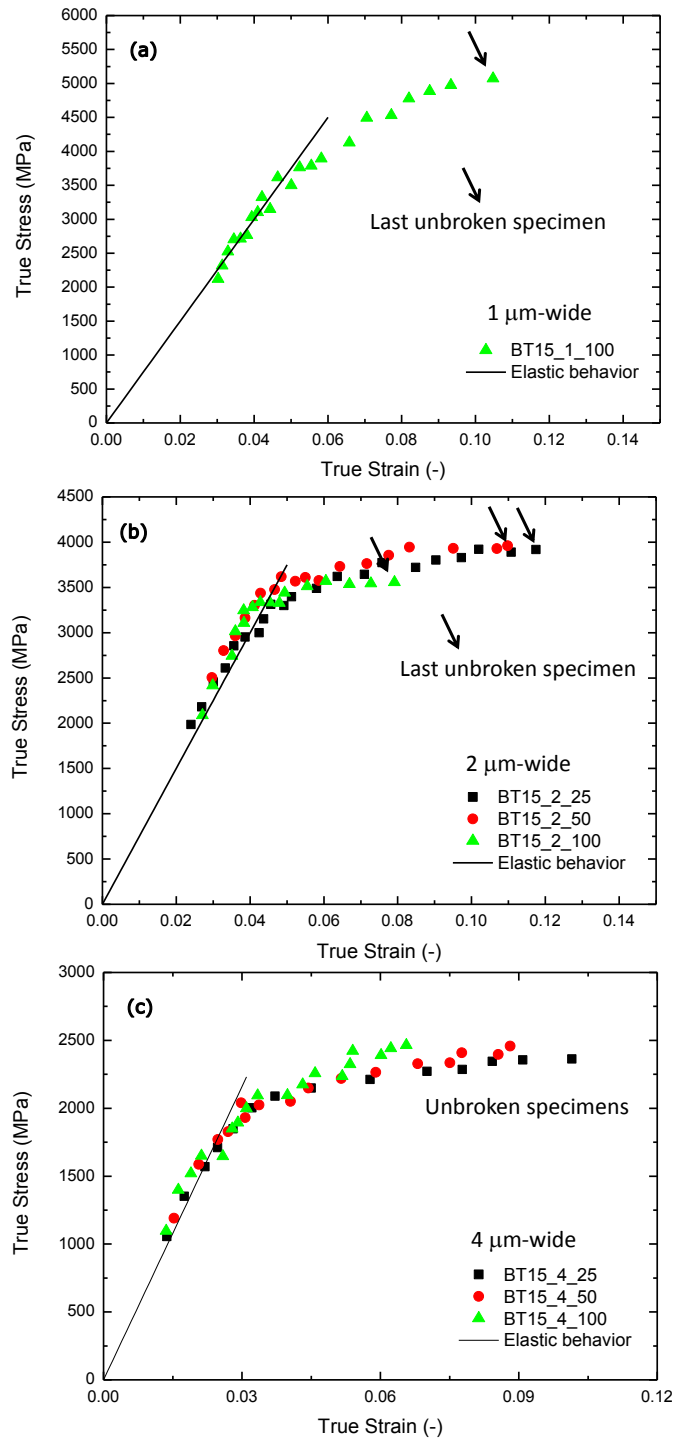 (a)
6000
5500
5000
4500
4000
3500
3000
2500
2000
1500
1000
500
0
True Stress (MPa)
Last unbroken specimen
1 μm-wide
BT15_1_100
Elastic behavior
0.00 0.02 0.04 0.06 0.08 0.10 0.12 0.14
True Strain (-)
(b)
4500
4000
3500
3000
2500
2000
1500
1000
500
0
True Stress (MPa)
Last unbroken specimen
2 μm-wide
BT15_2_25
BT15_2_50
BT15_2_100
Elastic behavior
0.00 0.02 0.04 0.06 0.08 0.10 0.12 0.14
True Strain (-)
(c)
3000
2500
2000
1500
1000
500
0
True Stress (MPa)
Unbroken specimens
4 μm-wide
BT15_4_25
BT15_4_50
BT15_4_100
Elastic behavior
0.00 0.03 0.06 0.09 0.12
True Strain (-)